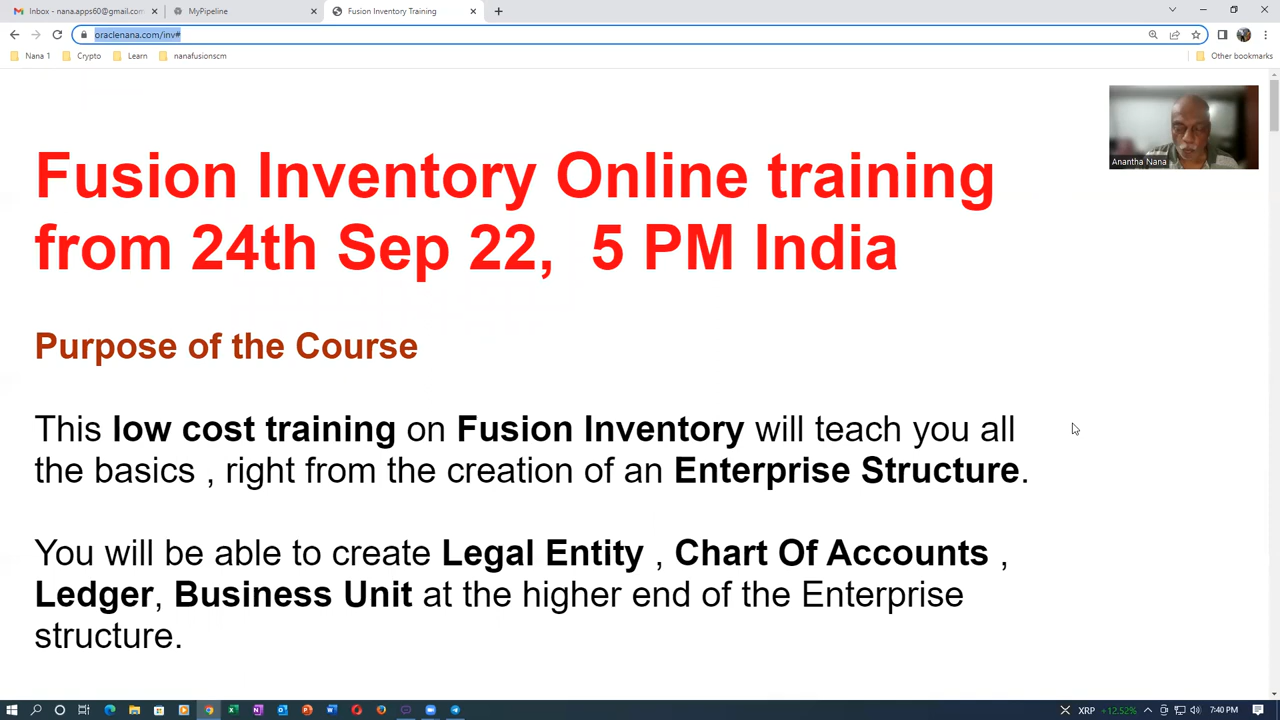 Inbox - nana.apps60@gmail.com
MyPipeline
Fusion Inventory Training
oraclenana.com/inv#
Nana 1
Crypto
Learn
nanafusionscm
Other bookmarks
Anantha Nana
Fusion Inventory Online training
from 24th Sep 22, 5 PM India
Purpose of the Course
This low cost training on Fusion Inventory will teach you all
the basics , right from the creation of an Enterprise Structure.
You will be able to create Legal Entity , Chart Of Accounts ,
Ledger, Business Unit at the higher end of the Enterprise
structure.
XRP +12.52%
7:40 PM